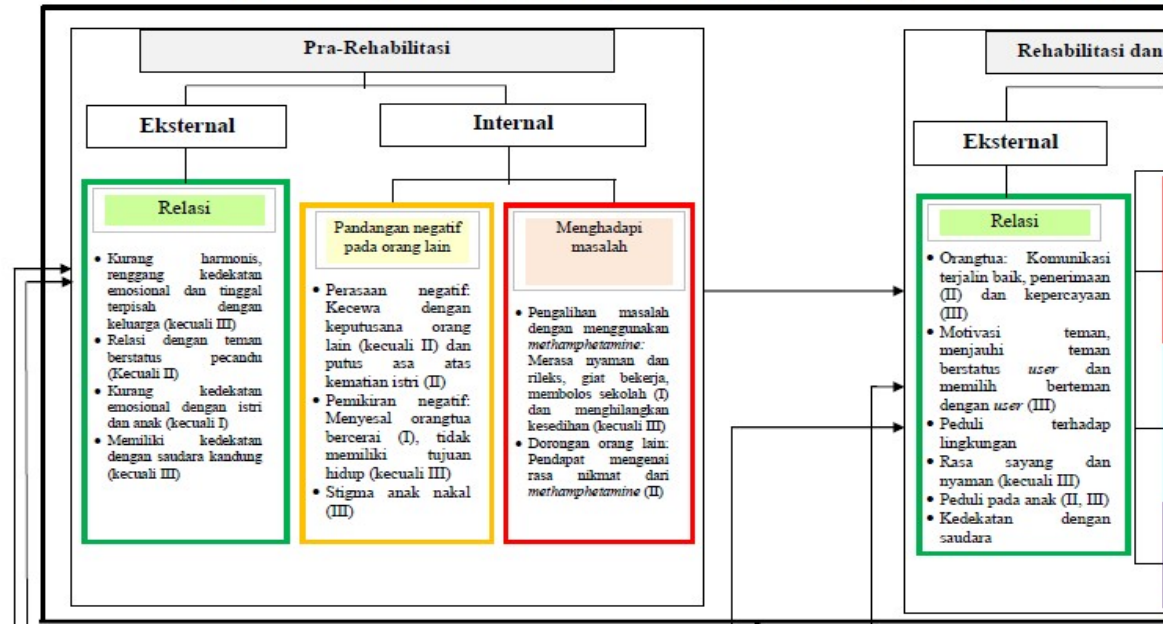 Pra-Rehabilitasi
Eksternal
Internal
Relasi
• Kurang harmonis,
renggang kedekatan
emosional dan tinggal
terpisah dengan
keluarga (kecuali III)
• Relasi dengan teman
berstatus pecandu
(Kecuali II)
• Kurang kedekatan
emosional dengan istri
dan anak (kecuali I)
• Memiliki kedekatan
dengan saudara kandung
(kecuali III)
Pandangan negatif
pada orang lain
• Perasaan negatif:
Kecewa dengan
keputusana orang
lain (kecuali II) dan
putus asa atas
kematian istri (II)
• Pemikiran negatif:
Menyesal orangtua
bercerai (I), tidak
memiliki tujuan
hidup (kecuali III)
• Stigma anak nakal
(III)
Menghadapi
masalah
• Pengalihan masalah
dengan menggunakan
methamphetamine:
Merasa nyaman dan
rileks, giat bekerja,
membolos sekolah (I)
dan menghilangkan
kesedihan (kecuali III)
• Dorongan orang lain:
Pendapat mengenai
rasa nikmat dari
methamphetamine (II)
Rehabilitasi dan
Eksternal
Relasi
• Orangtua: Komunikasi
terjalin baik, penerimaan
(II) dan kepercayaan
(III)
• Motivasi teman,
menjauhi teman
berstatus user dan
memilih berteman
dengan user (III)
• Peduli terhadap
lingkungan
• Rasa sayang dan
nyaman (kecuali III)
• Peduli pada anak (II, III)
• Kedekatan dengan
saudara